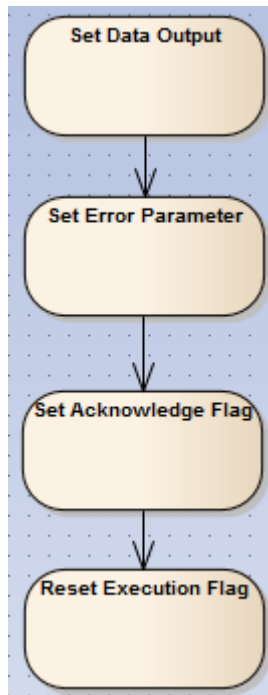 Set Data Output
Set Error Parameter
Set Acknowledge Flag
Reset Execution Flag